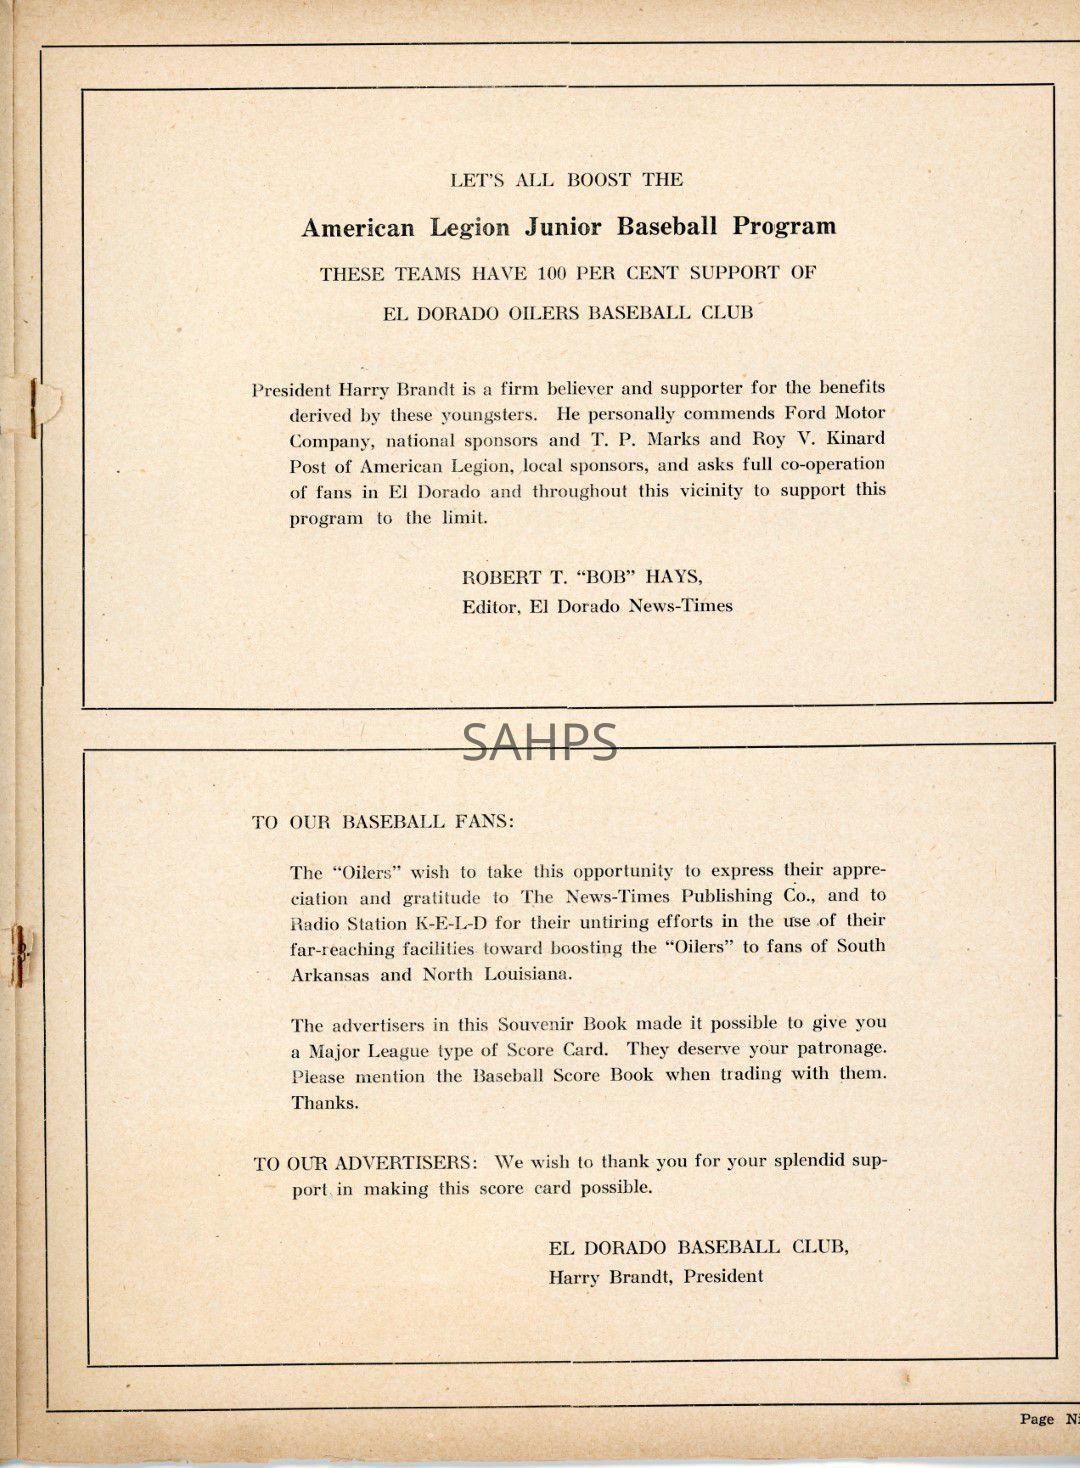 LET'S ALL BOOST THE
American Legion Junior Baseball Program
THESE TEAMS HAVE 100 PER CENT SUPPORT OF
EL DORADO OILERS BASEBALL CLUB
President Harry Brandt is a firm believer and supporter for the benefits
derived by these youngsters. He personally commends Ford Motor
Company, national sponsors and T. P. Marks and Roy V. Kinard
Post of American Legion, local sponsors, and asks full co-operation
of fans in El Dorado and throughout this vicinity to support this
program to the limit.
ROBERT T. “BOB” HAYS,
Editor, El Dorado News-Times
SAHPS
TO OUR BASEBALL FANS:
The “Oilers” wish to take this opportunity to express their appre-
ciation and gratitude to The News-Times Publishing Co., and to
Radio Station K-E-L-D for their untiring efforts in the use of their
far-reaching facilities toward boosting the “Oilers” to fans of South
Arkansas and North Louisiana.
The advertisers in this Souvenir Book made it possible to give you
a Major League type of Score Card. They deserve your patronage.
Please mention the Baseball Score Book when trading with them.
Thanks.
TO OUR ADVERTISERS: We wish to thank you for your splendid sup-
port in making this score card possible.
EL DORADO BASEBALL CLUB,
Harry Brandt, President
Page